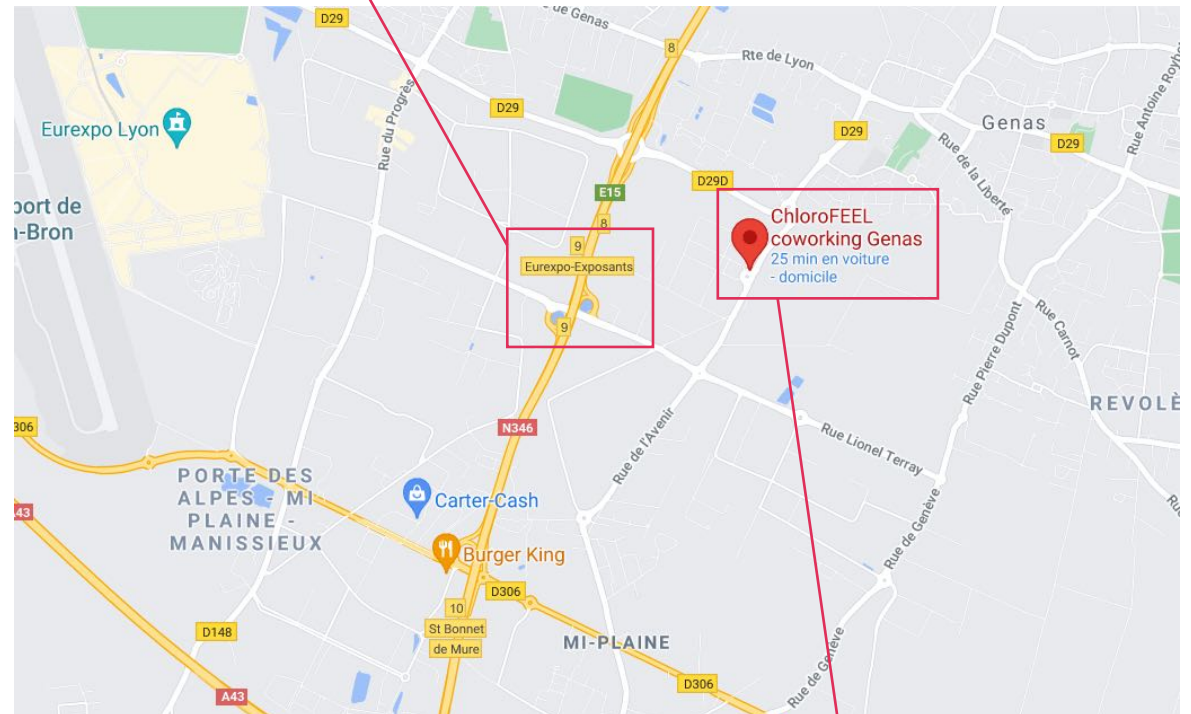 D29
de Genas
8
Rte de Lyon
Eurexpo Lyon
Rue du Progrès
D29
D29
Genas
D29
Rue Antoine
Rue de la Liberté
D29D
E15
8
port de
n-Bron
ChloroFEEL
coworking Genas
25 min en voiture
- domicile
9
Eurexpo-Exposants
9
Rue Pierre Dupont
Rue Carnot
REVOLÈ
306
N346
Rue de l'Avenir
Rue Lionel Terray
PORTE DES
ALPES - MI
PLAINE -
MANISSIEUX
Carter-Cash
A43
Burger King
Rue de Genève
D306
10
St Bonnet
de Mure
D148
MI-PLAINE
D306
Rue de Genève
A43